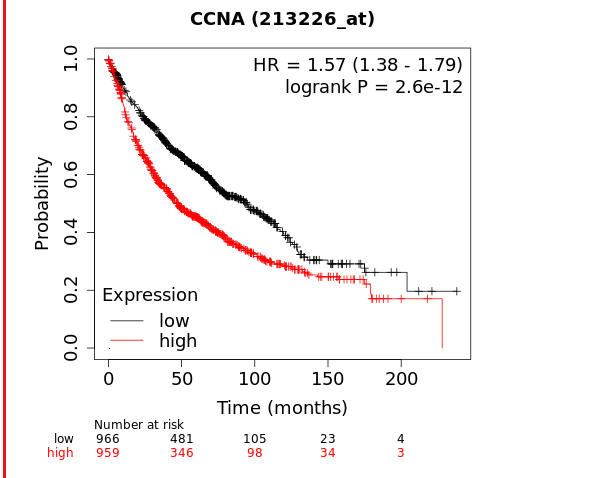 CCNA (213226_at)
HR = 1.57 (1.38 - 1.79)
logrank P = 2.6e-12
1.0
0.8
0.6
0.4
0.2
0.0
Probability
Expression
low
high
0 50 100 150 200
Time (months)
Number at risk
low 966 481 105 23 4
high 959 346 98 34 3